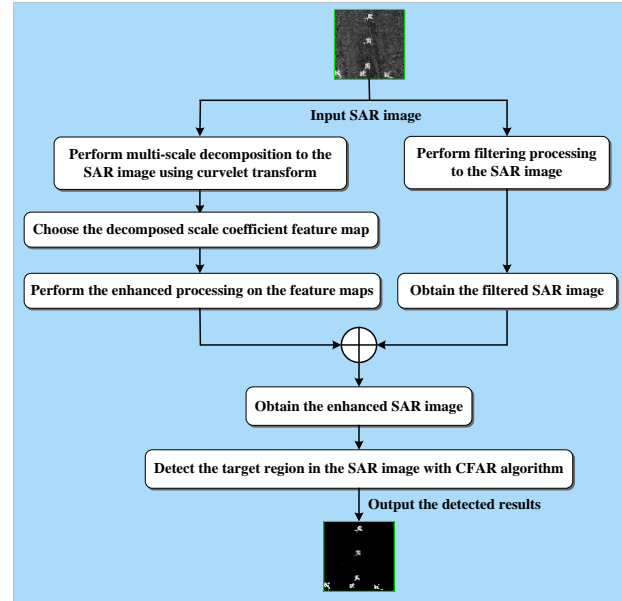 Input SAR image
Perform multi-scale decomposition to the
SAR image using curvelet transform
Perform filtering processing
to the SAR image
Choose the decomposed scale coefficient feature map
Perform the enhanced processing on the feature maps
Obtain the filtered SAR image
Obtain the enhanced SAR image
Detect the target region in the SAR image with CFAR algorithm
Output the detected results